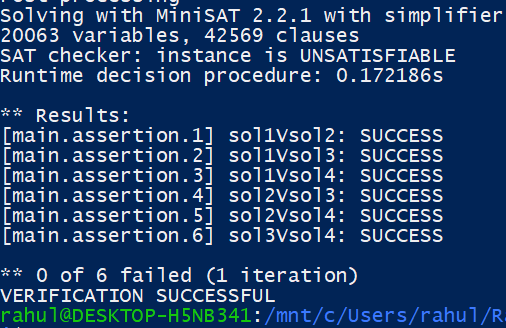 Solving with MiniSAT 2.2.1 with simplifier
20063 variables, 42569 clauses
SAT checker: instance is UNSATISFIABLE
Runtime decision procedure: 0.172186s
** Results:
[main.assertion.1] sol1Vsol2: SUCCESS
[main.assertion.2] sol1Vsol3: SUCCESS
[main.assertion.3] sol1Vsol4: SUCCESS
[main.assertion.4] sol2Vsol3: SUCCESS
[main.assertion.5] sol2Vsol4: SUCCESS
[main.assertion.6] sol3Vsol4: SUCCESS
** 0 of 6 failed (1 iteration)
VERIFICATION SUCCESSFUL
rahul@DESKTOP-H5NB341:/mnt/c/Users/rahul/Ra